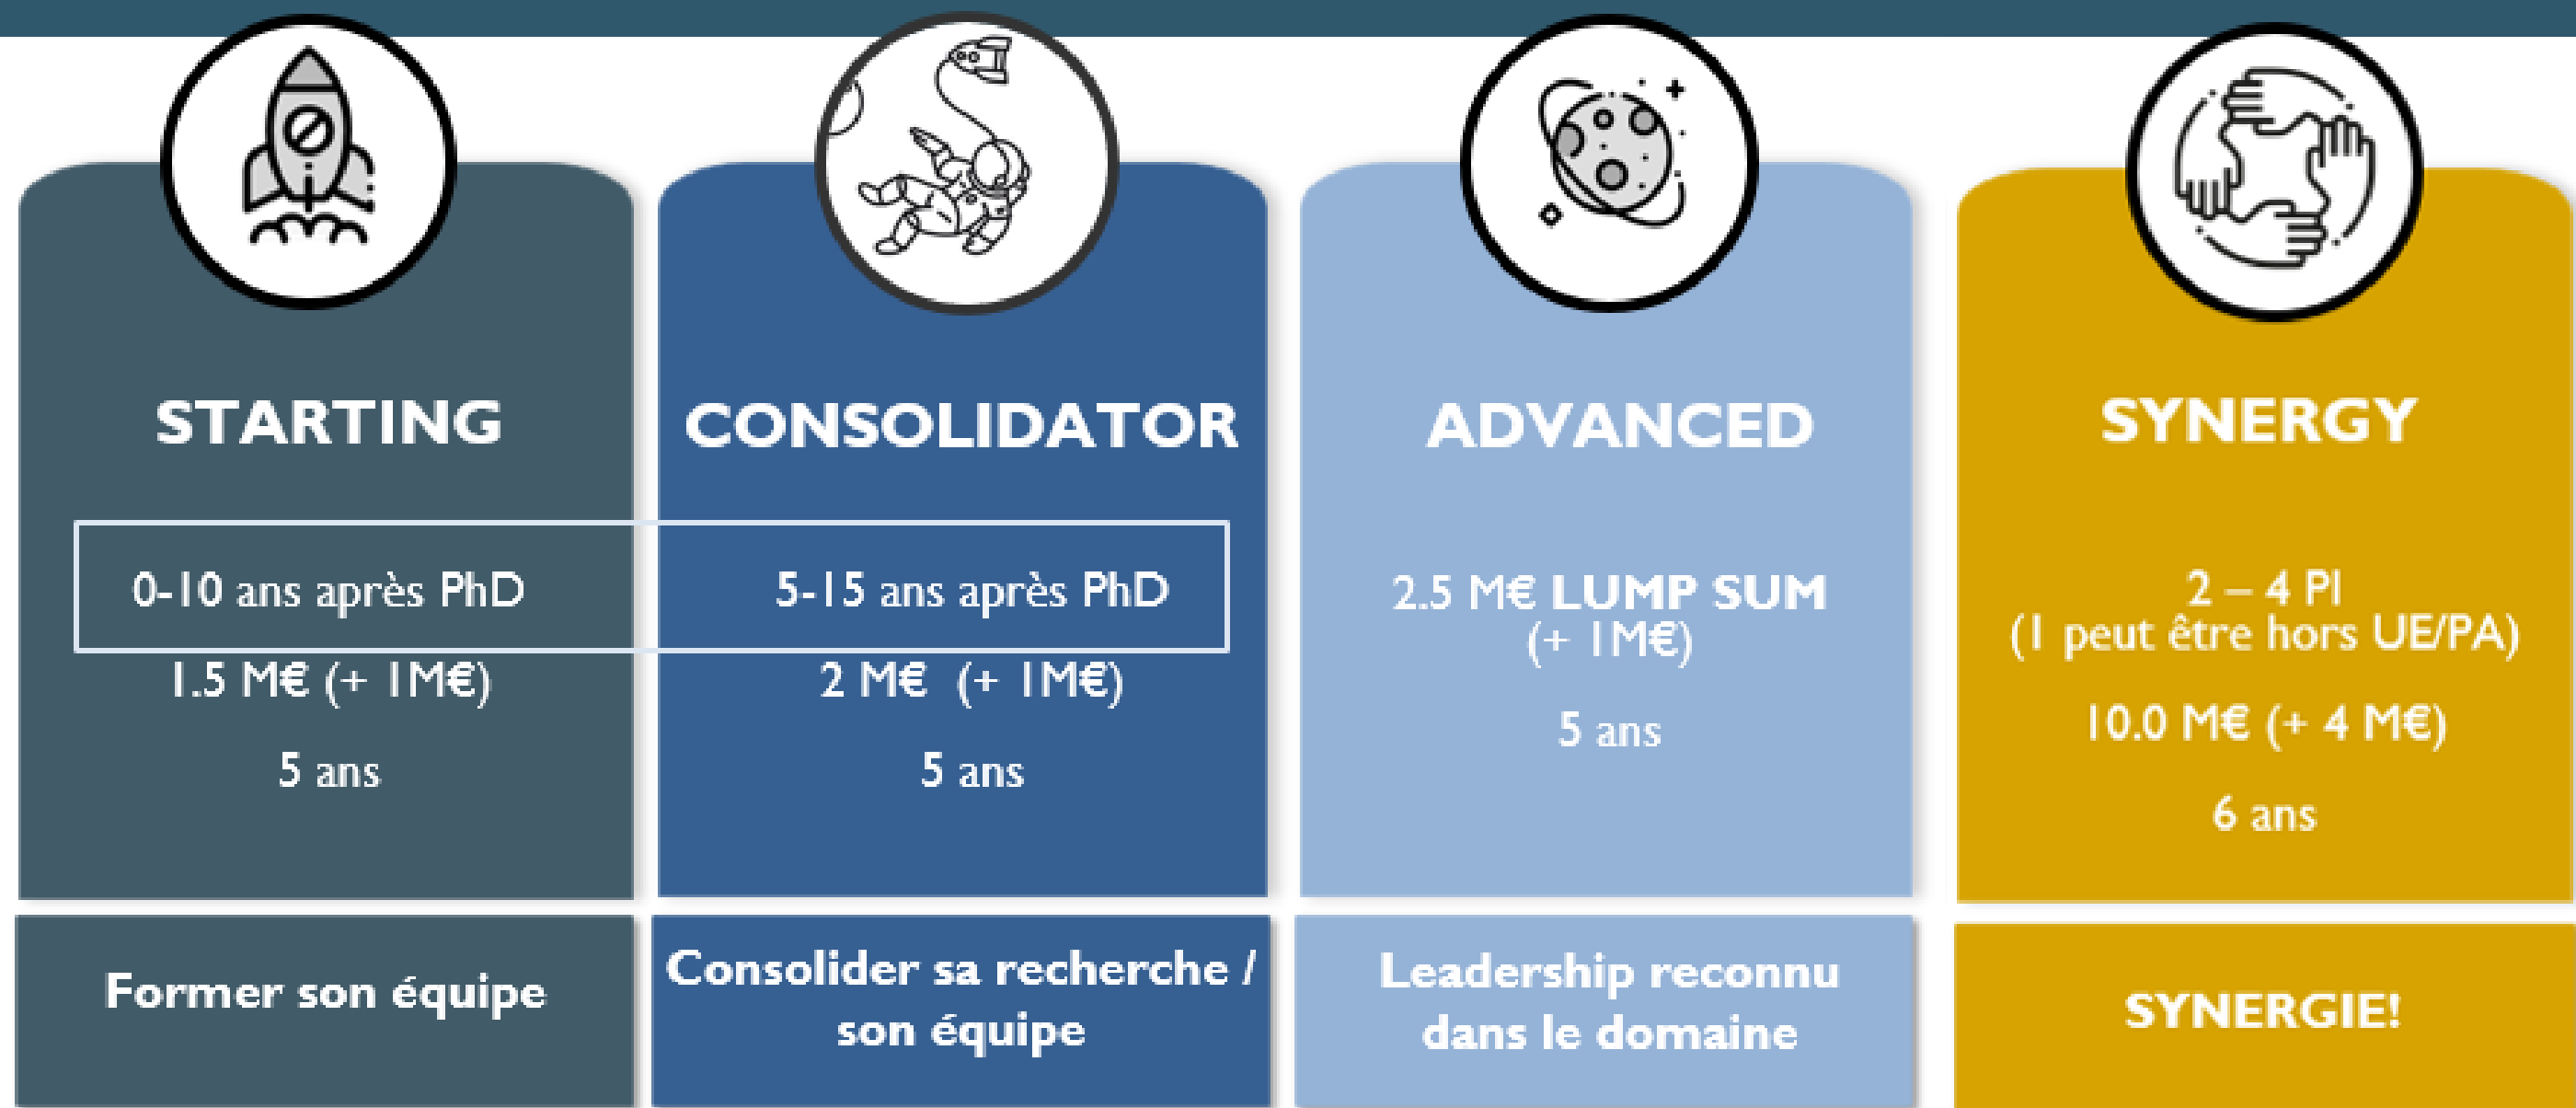 STARTING
0-10 ans après PhD
1.5 M€ (+ 1M€)
5 ans
Former son équipe
CONSOLIDATOR
5-15 ans après PhD
2 M€ (+ 1M€)
5 ans
Consolider sa recherche /
son équipe
ADVANCED
2.5 M€ LUMP SUM
(+ 1M€)
5 ans
Leadership reconnu
dans le domaine
SYNERGY
2 – 4 PI
(1 peut être hors UE/PA)
10.0 M€ (+ 4 M€)
6 ans
SYNERGIE!